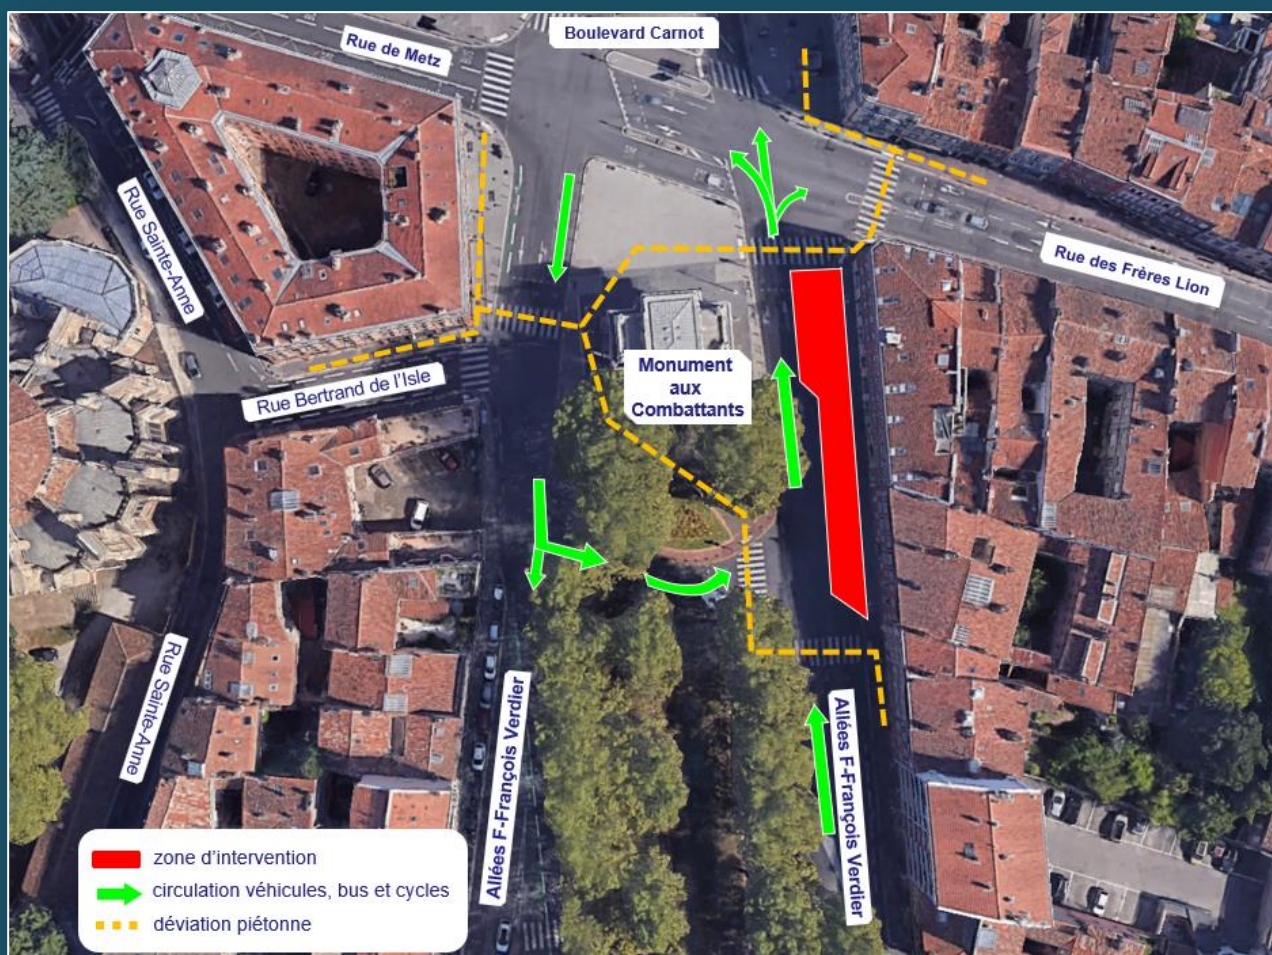 Boulevard Carnot
Rue de Metz
Rue Sainte-Anne
Rue des Frères Lion
Rue Bertrand de l'Isle
Monument
aux
Combattants
Rue Sainte-Anne
Allées F-François Verdier
Allées F-François Verdier
zone d'intervention
circulation véhicules, bus et cycles
déviation piétonne